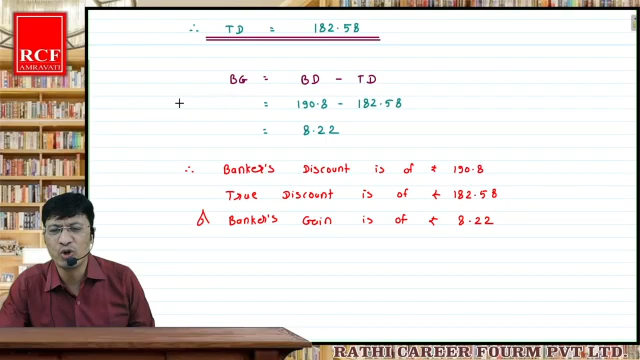 RCF
AMRAVATI
∴ TD = 182.58
BG = BD - TD
= 190.8 - 182.58
= 8.22
∴ Banker's Discount is of ₹ 190.8
True Discount is of ₹ 182.58
& Banker's Gain is of ₹ 8.22
RATHI CAREER FOURM PVT LTD.